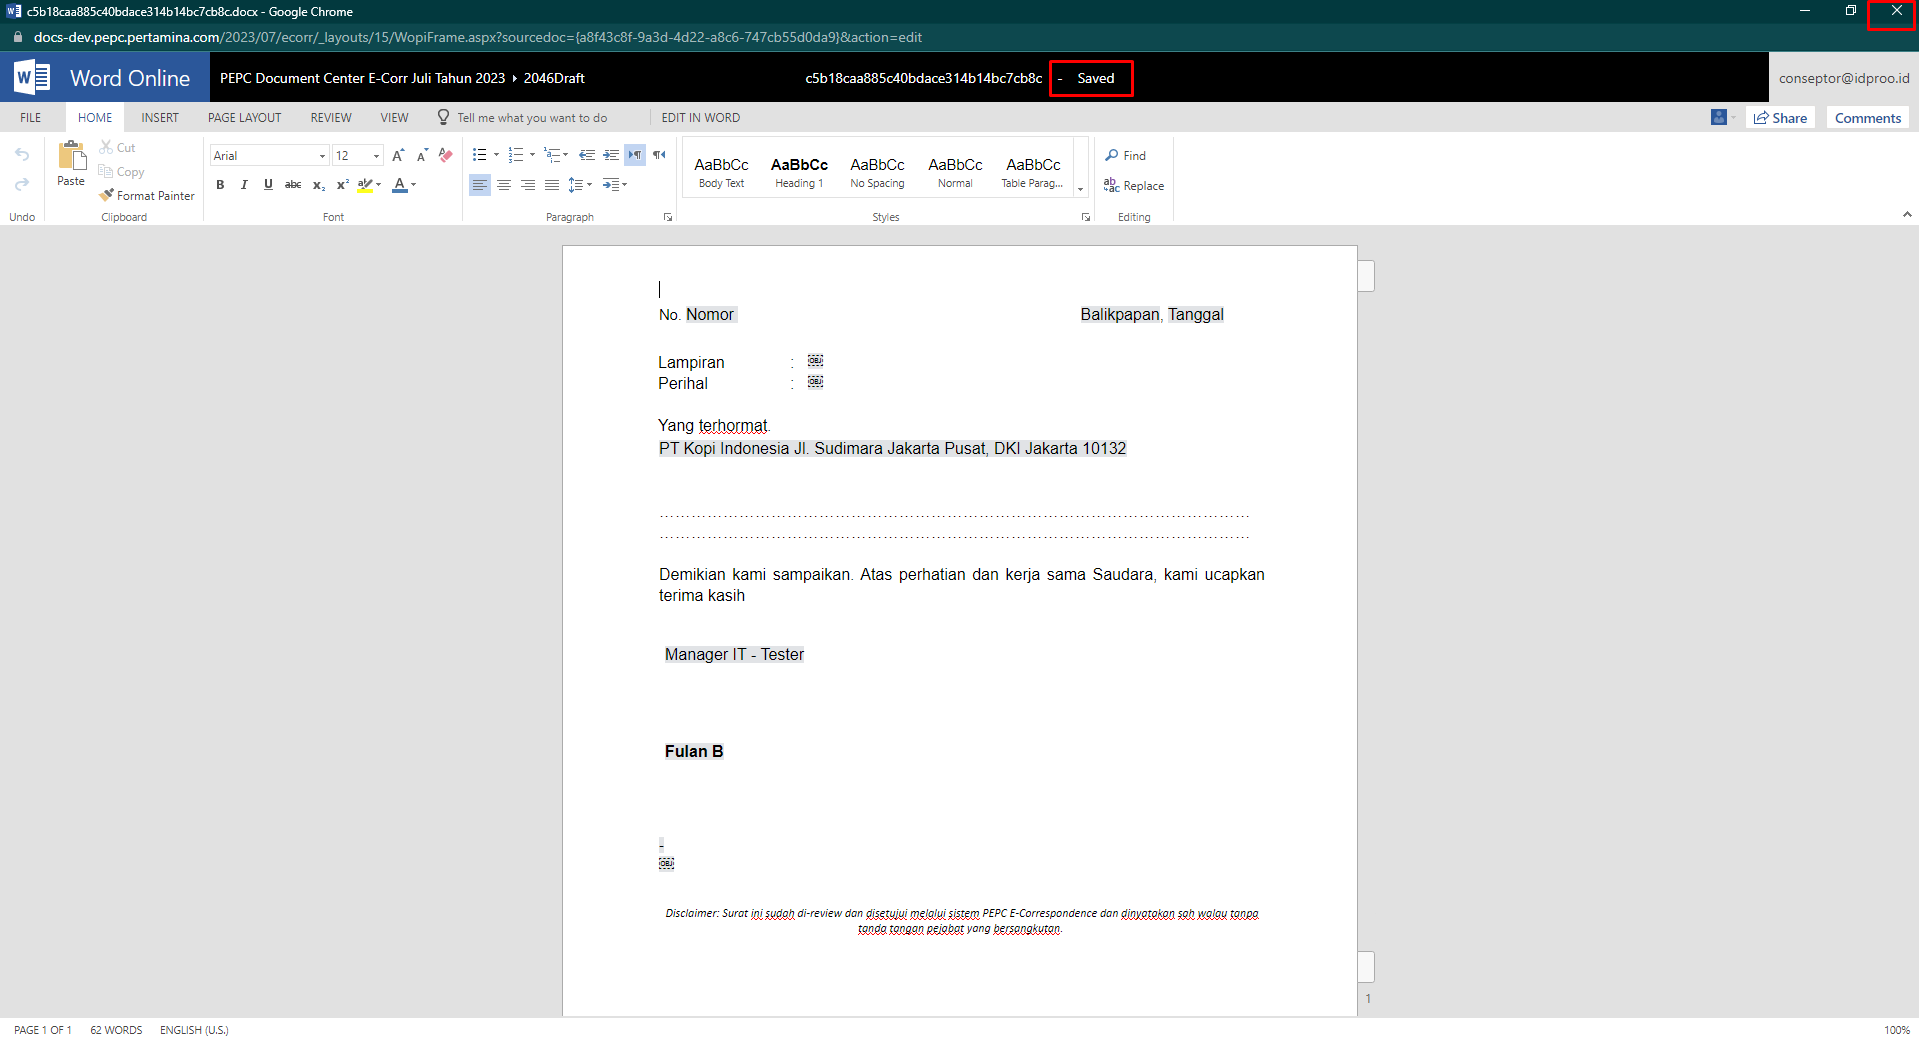 c5b18caa885c40bdace314b14bc7cb8c.docx - Google Chrome
docs-dev.pepc.pertamina.com/2023/07/ecorr/_layouts/15/WopiFrame.aspx?sourcedoc={a8f43c8f-9a3d-4d22-a8c6-747cb55d0da9}&action=edit
Word Online PEPC Document Center E-Corr Juli Tahun 2023 2046Draft c5b18caa885c40bdace314b14bc7cb8c - Saved conseptor@idproo.id
FILE HOME INSERT PAGE LAYOUT REVIEW VIEW Tell me what you want to do EDIT IN WORD Share Comments
Paste
Cut
Copy
Format Painter
Arial 12
B I U abc x₂ x²
AaBbCc AaBbCc AaBbCc AaBbCc AaBbCc
Body Text Heading 1 No Spacing Normal Table Parag...
Find
Replace
Undo Clipboard Font Paragraph Styles Editing
No. Nomor Balikpapan, Tanggal
Lampiran : OBJ
Perihal : OBJ
Yang terhormat.
PT Kopi Indonesia Jl. Sudimara Jakarta Pusat, DKI Jakarta 10132
…………………………………………………………………………………………………
…………………………………………………………………………………………………
Demikian kami sampaikan. Atas perhatian dan kerja sama Saudara, kami ucapkan
terima kasih
Manager IT - Tester
Fulan B
-
OBJ
Disclaimer: Surat ini sudah di-review dan disetujui melalui sistem PEPC E-Correspondence dan dinyatakan sah walau tanpa
tanda tangan pejabat yang bersangkutan.
1
PAGE 1 OF 1 62 WORDS ENGLISH (U.S.) 100%